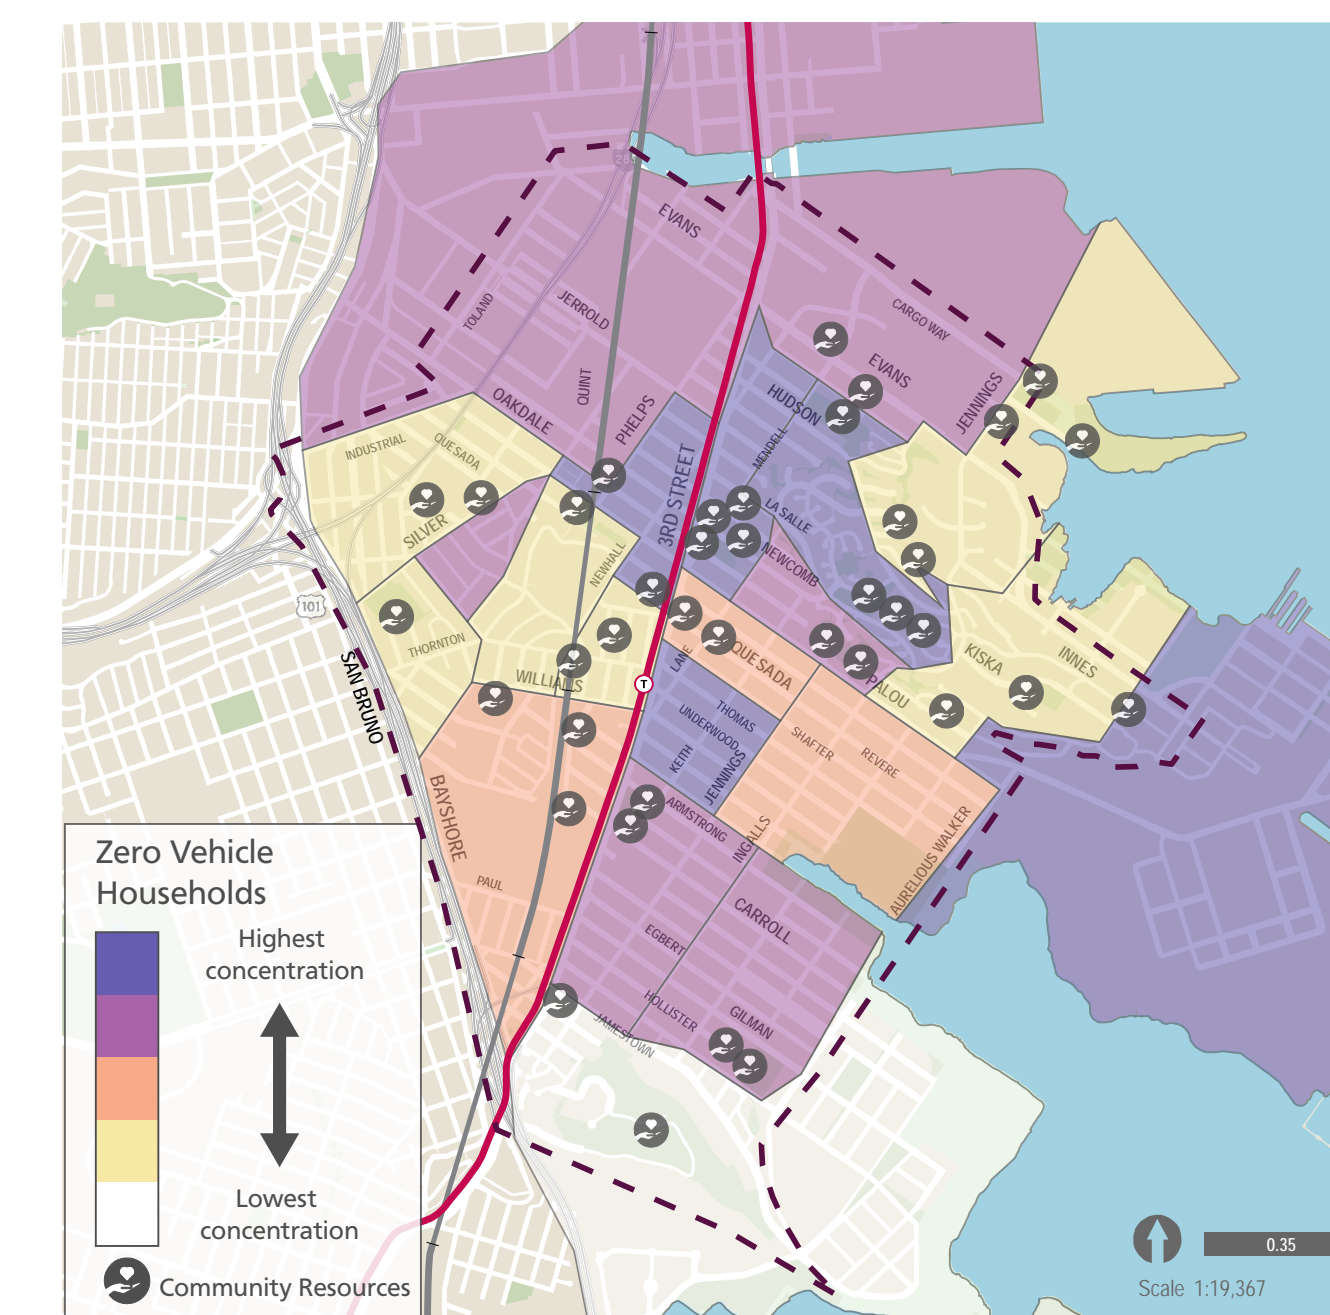 280
EVANS
CARGO WAY
TOLAND
JERROLD
QUINT
EVANS
HUDSON
JENNINGS
OAKDALE
PHELPS
MENDELL
INDUSTRIAL
QUESADA
3RD STREET
LA SALLE
SILVER
NEWHALL
NEWCOMB
101
THORNTON
WILLIAMS
SAN BRUNO
T
LANE
QUESADA
PALOU
KISKA
INNES
THOMAS
UNDERWOOD
KEITH
JENNINGS
SHAFTER
REVERE
BAYSHORE
ARMSTRONG
INGALLS
AURELIOUS WALKER
PAUL
CARROLL
EGBERT
HOLLISTER
GILMAN
JAMESTOWN
Zero Vehicle
Households
Highest
concentration
Lowest
concentration
Community Resources
0.35
Scale 1:19,367